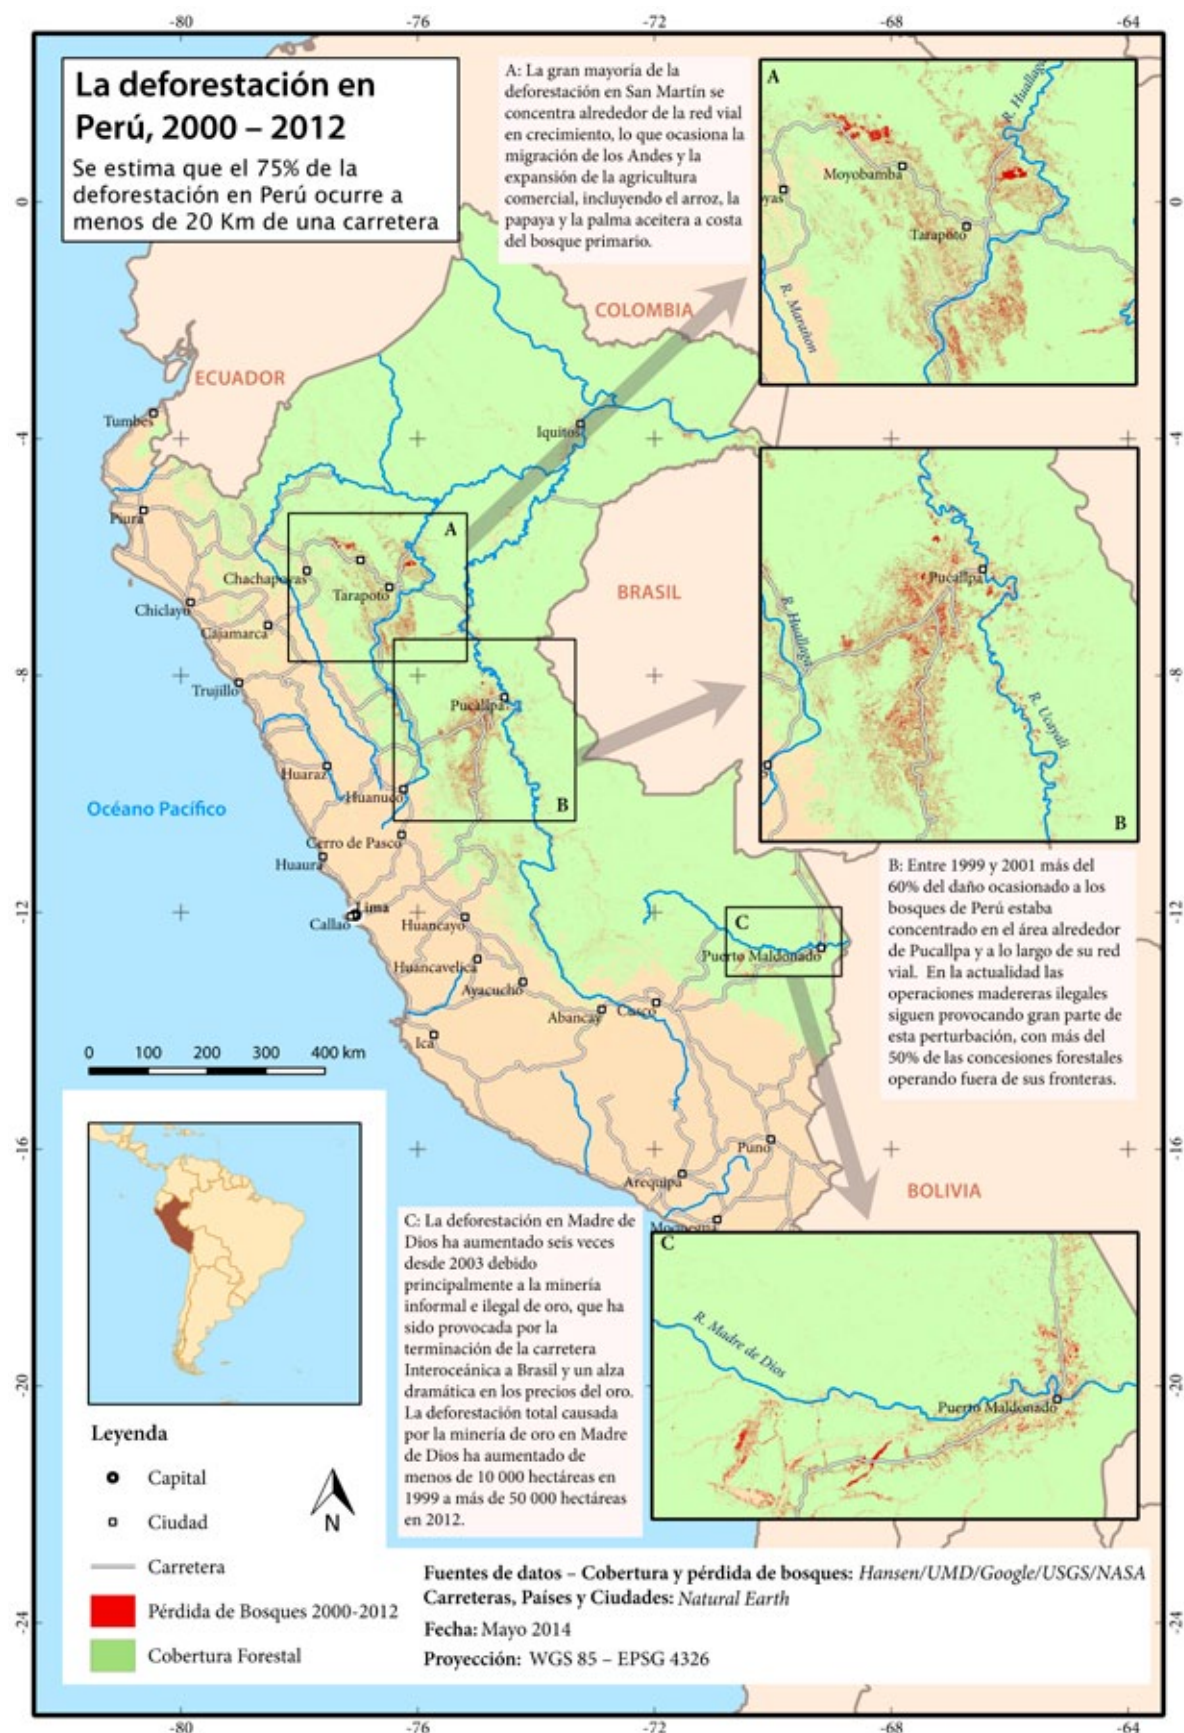 -80
-76
-72
-68
-64
La deforestación en
Perú, 2000 – 2012
Se estima que el 75% de la
deforestación en Perú ocurre a
menos de 20 Km de una carretera
A: La gran mayoría de la
deforestación en San Martín se
concentra alrededor de la red vial
en crecimiento, lo que ocasiona la
migración de los Andes y la
expansión de la agricultura
comercial, incluyendo el arroz, la
papaya y la palma aceitera a costa
del bosque primario.
A
R. Huallaga
Moyobamba
yas
Tarapoto
R. Marañon
0
0
COLOMBIA
ECUADOR
Tumbes
Iquitos
-4
-4
Piura
A
Chachapoyas
Tarapoto
Chiclayo
Cajamarca
BRASIL
Pucallpa
R. Huallaga
R. Ucayali
B
-8
-8
Trujillo
Pucallpa
Huaraz
Huanuco
B
Océano Pacífico
Cerro de Pasco
Huaura
B: Entre 1999 y 2001 más del
60% del daño ocasionado a los
bosques de Perú estaba
concentrado en el área alrededor
de Pucallpa y a lo largo de su red
vial. En la actualidad las
operaciones madereras ilegales
siguen provocando gran parte de
esta perturbación, con más del
50% de las concesiones forestales
operando fuera de sus fronteras.
-12
-12
Lima
Callao
Huancayo
C
Puerto Maldonado
Huancavelica
Ayacucho
Abancay
Cusco
Ica
0 100 200 300 400 km
-16
-16
Puno
Arequipa
BOLIVIA
Moquegua
C: La deforestación en Madre de
Dios ha aumentado seis veces
desde 2003 debido
principalmente a la minería
informal e ilegal de oro, que ha
sido provocada por la
terminación de la carretera
Interoceánica a Brasil y un alza
dramática en los precios del oro.
La deforestación total causada
por la minería de oro en Madre
de Dios ha aumentado de
menos de 10 000 hectáreas en
1999 a más de 50 000 hectáreas
en 2012.
C
R. Madre de Dios
Puerto Maldonado
-20
-20
Leyenda
Capital
Ciudad
Carretera
Pérdida de Bosques 2000-2012
Cobertura Forestal
N
Fuentes de datos – Cobertura y pérdida de bosques: Hansen/UMD/Google/USGS/NASA
Carreteras, Países y Ciudades: Natural Earth
Fecha: Mayo 2014
Proyección: WGS 85 – EPSG 4326
-24
-24
-80
-76
-72
-68
-64